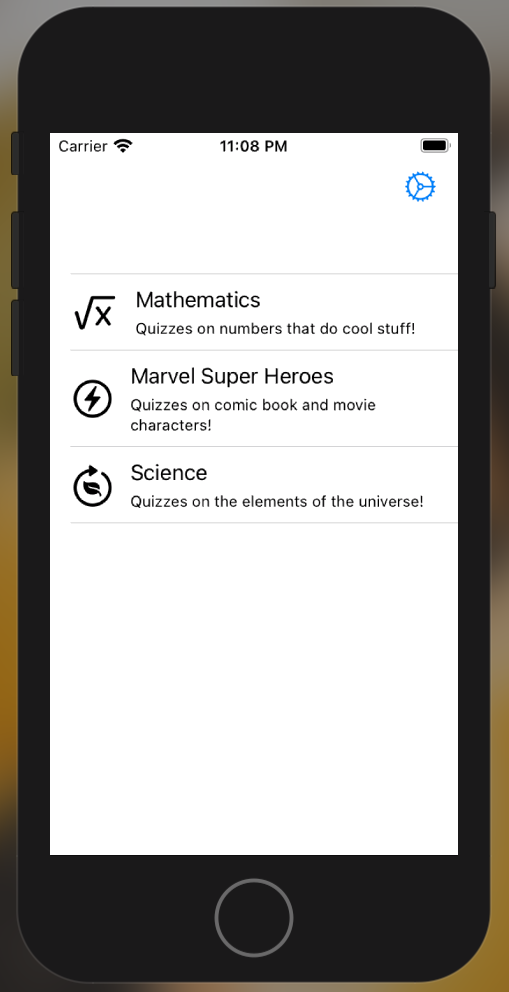 Carrier 11:08 PM
Mathematics
Quizzes on numbers that do cool stuff!
Marvel Super Heroes
Quizzes on comic book and movie
characters!
Science
Quizzes on the elements of the universe!